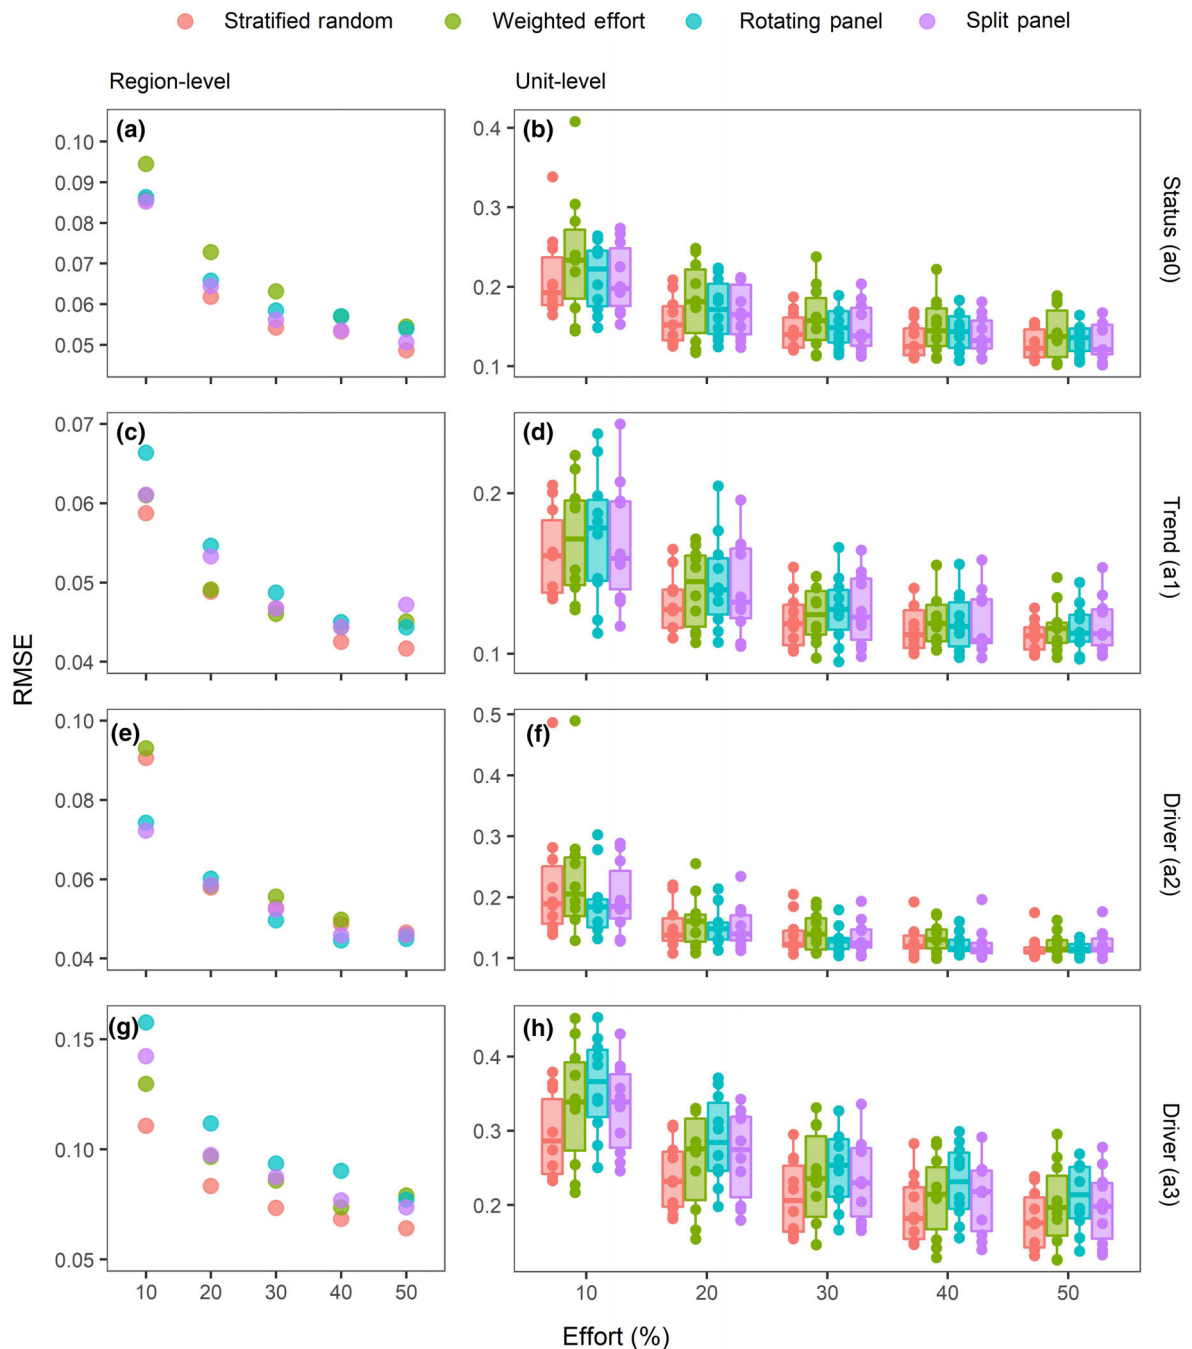 Stratified random Weighted effort Rotating panel Split panel
Region-level Unit-level
(a)
0.10
0.09
0.08
0.07
0.06
0.05
(b)
0.4
0.3
0.2
0.1
Status (a0)
(c)
0.07
0.06
0.05
0.04
(d)
0.2
0.1
Trend (a1)
RMSE
(e)
0.10
0.08
0.06
0.04
(f)
0.5
0.4
0.3
0.2
0.1
Driver (a2)
(g)
0.15
0.10
0.05
(h)
0.4
0.3
0.2
Driver (a3)
10 20 30 40 50
10 20 30 40 50
Effort (%)